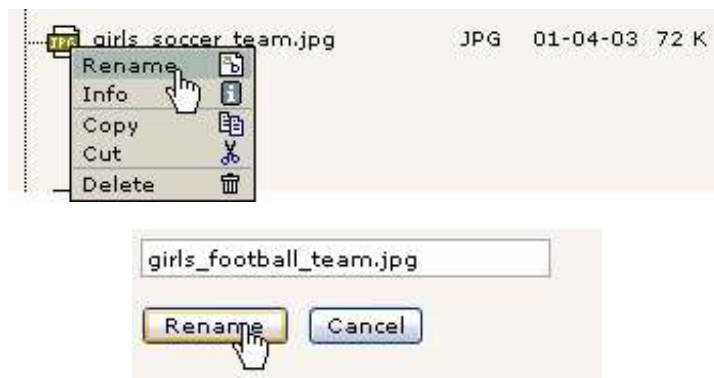 JPG girls_soccer_team.jpg JPG 01-04-03 72 K
Rename
Info
Copy
Cut
Delete
girls_football_team.jpg
Rename Cancel